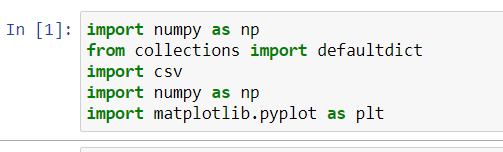 In [1]: import numpy as np
from collections import defaultdict
import csv
import numpy as np
import matplotlib.pyplot as plt